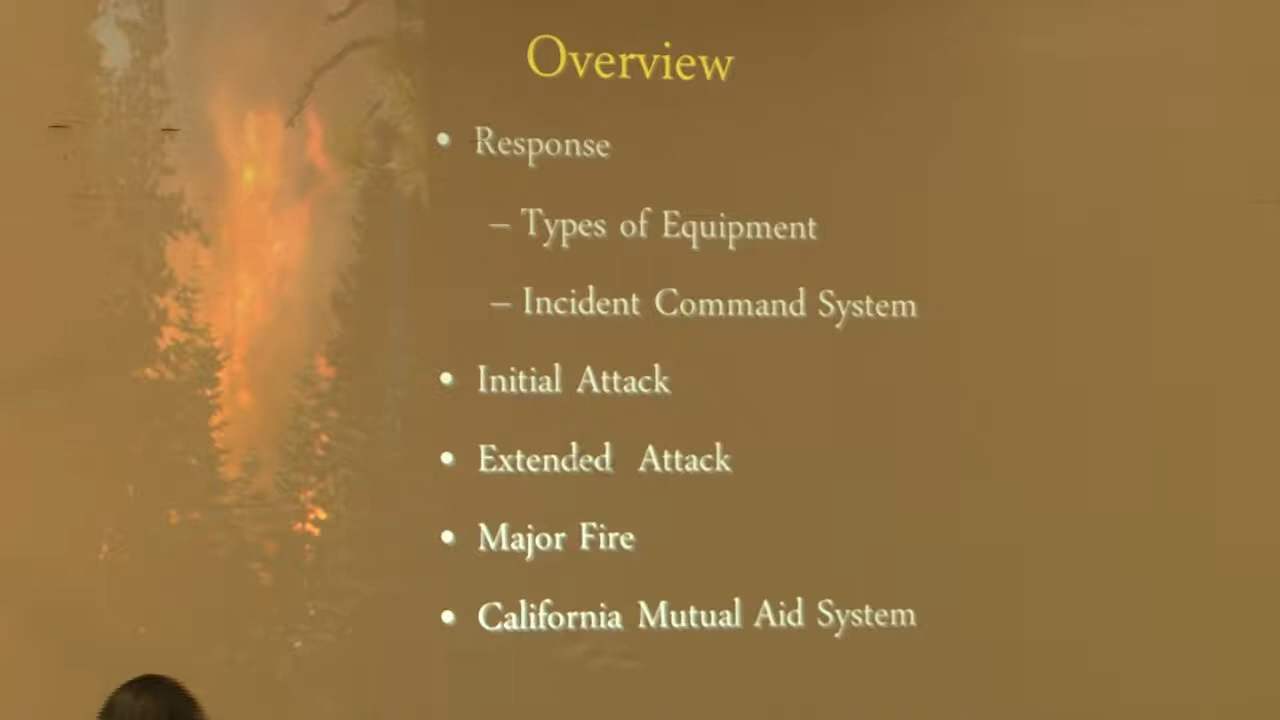 Overview
• Response
– Types of Equipment
– Incident Command System
• Initial Attack
• Extended Attack
• Major Fire
• California Mutual Aid System